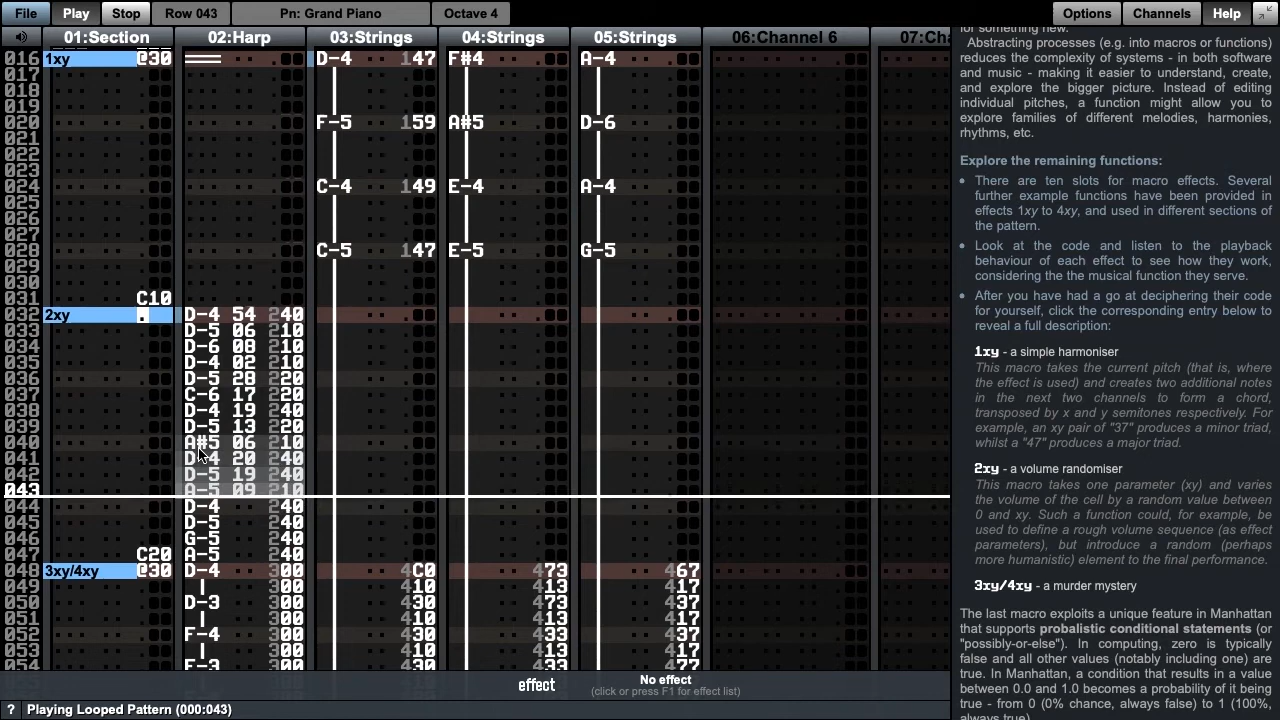 File Play Stop Row 043 Pn: Grand Piano Octave 4 Options Channels Help
01:Section 02:Harp 03:Strings 04:Strings 05:Strings 06:Channel 6 07:Cha
016 1xy @30 D-4 147 F#4 A-4
017
018
019
020 F-5 159 A#5 D-6
021
022
023
024 C-4 149 E-4 A-4
025
026
027
028 C-5 147 E-5 G-5
029
030
031 C10
032 2xy D-4 54 240
033 D-5 06 210
034 D-6 08 210
035 D-4 02 210
036 D-5 28 220
037 C-6 17 220
038 D-4 19 240
039 D-5 13 220
040 A#5 06 210
041 D-4 20 240
042 D-5 19 240
043 A-5 09 210
044 D-4 240
045 D-5 240
046 G-5 240
047 C20 A-5 240
048 3xy/4xy @30 D-4 300 4C0 473 467
049 300 410 413 417
050 D-3 300 430 473 437
051 300 410 413 417
052 F-4 300 430 433 437
053 300 410 413 417
054 F-3 300 430 433 477
for something new.
Abstracting processes (e.g. into macros or functions)
reduces the complexity of systems - in both software
and music - making it easier to understand, create,
and explore the bigger picture. Instead of editing
individual pitches, a function might allow you to
explore families of different melodies, harmonies,
rhythms, etc.
Explore the remaining functions:
• There are ten slots for macro effects. Several
further example functions have been provided in
effects 1xy to 4xy, and used in different sections of
the pattern.
• Look at the code and listen to the playback
behaviour of each effect to see how they work,
considering the the musical function they serve.
• After you have had a go at deciphering their code
for yourself, click the corresponding entry below to
reveal a full description:
1xy - a simple harmoniser
This macro takes the current pitch (that is, where
the effect is used) and creates two additional notes
in the next two channels to form a chord,
transposed by x and y semitones respectively. For
example, an xy pair of "37" produces a minor triad,
whilst a "47" produces a major triad.
2xy - a volume randomiser
This macro takes one parameter (xy) and varies
the volume of the cell by a random value between
0 and xy. Such a function could, for example, be
used to define a rough volume sequence (as effect
parameters), but introduce a random (perhaps
more humanistic) element to the final performance.
3xy/4xy - a murder mystery
The last macro exploits a unique feature in Manhattan
that supports probalistic conditional statements (or
"possibly-or-else"). In computing, zero is typically
false and all other values (notably including one) are
true. In Manhattan, a condition that results in a value
between 0.0 and 1.0 becomes a probability of it being
true - from 0 (0% chance, always false) to 1 (100%,
always true).
effect No effect
(click or press F1 for effect list)
? Playing Looped Pattern (000:043)